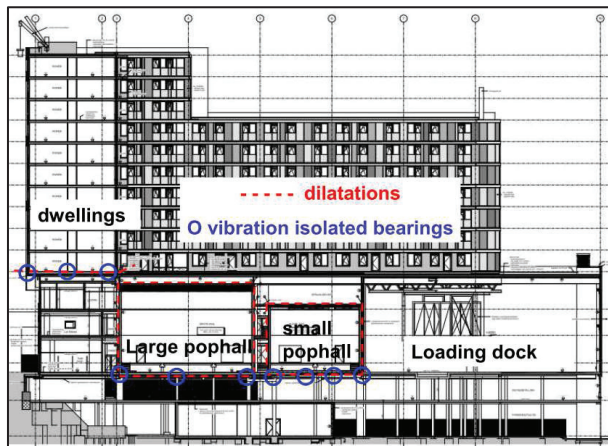 dilatations
dwellings
O vibration isolated bearings
Large pophall
small
pophall
Loading dock